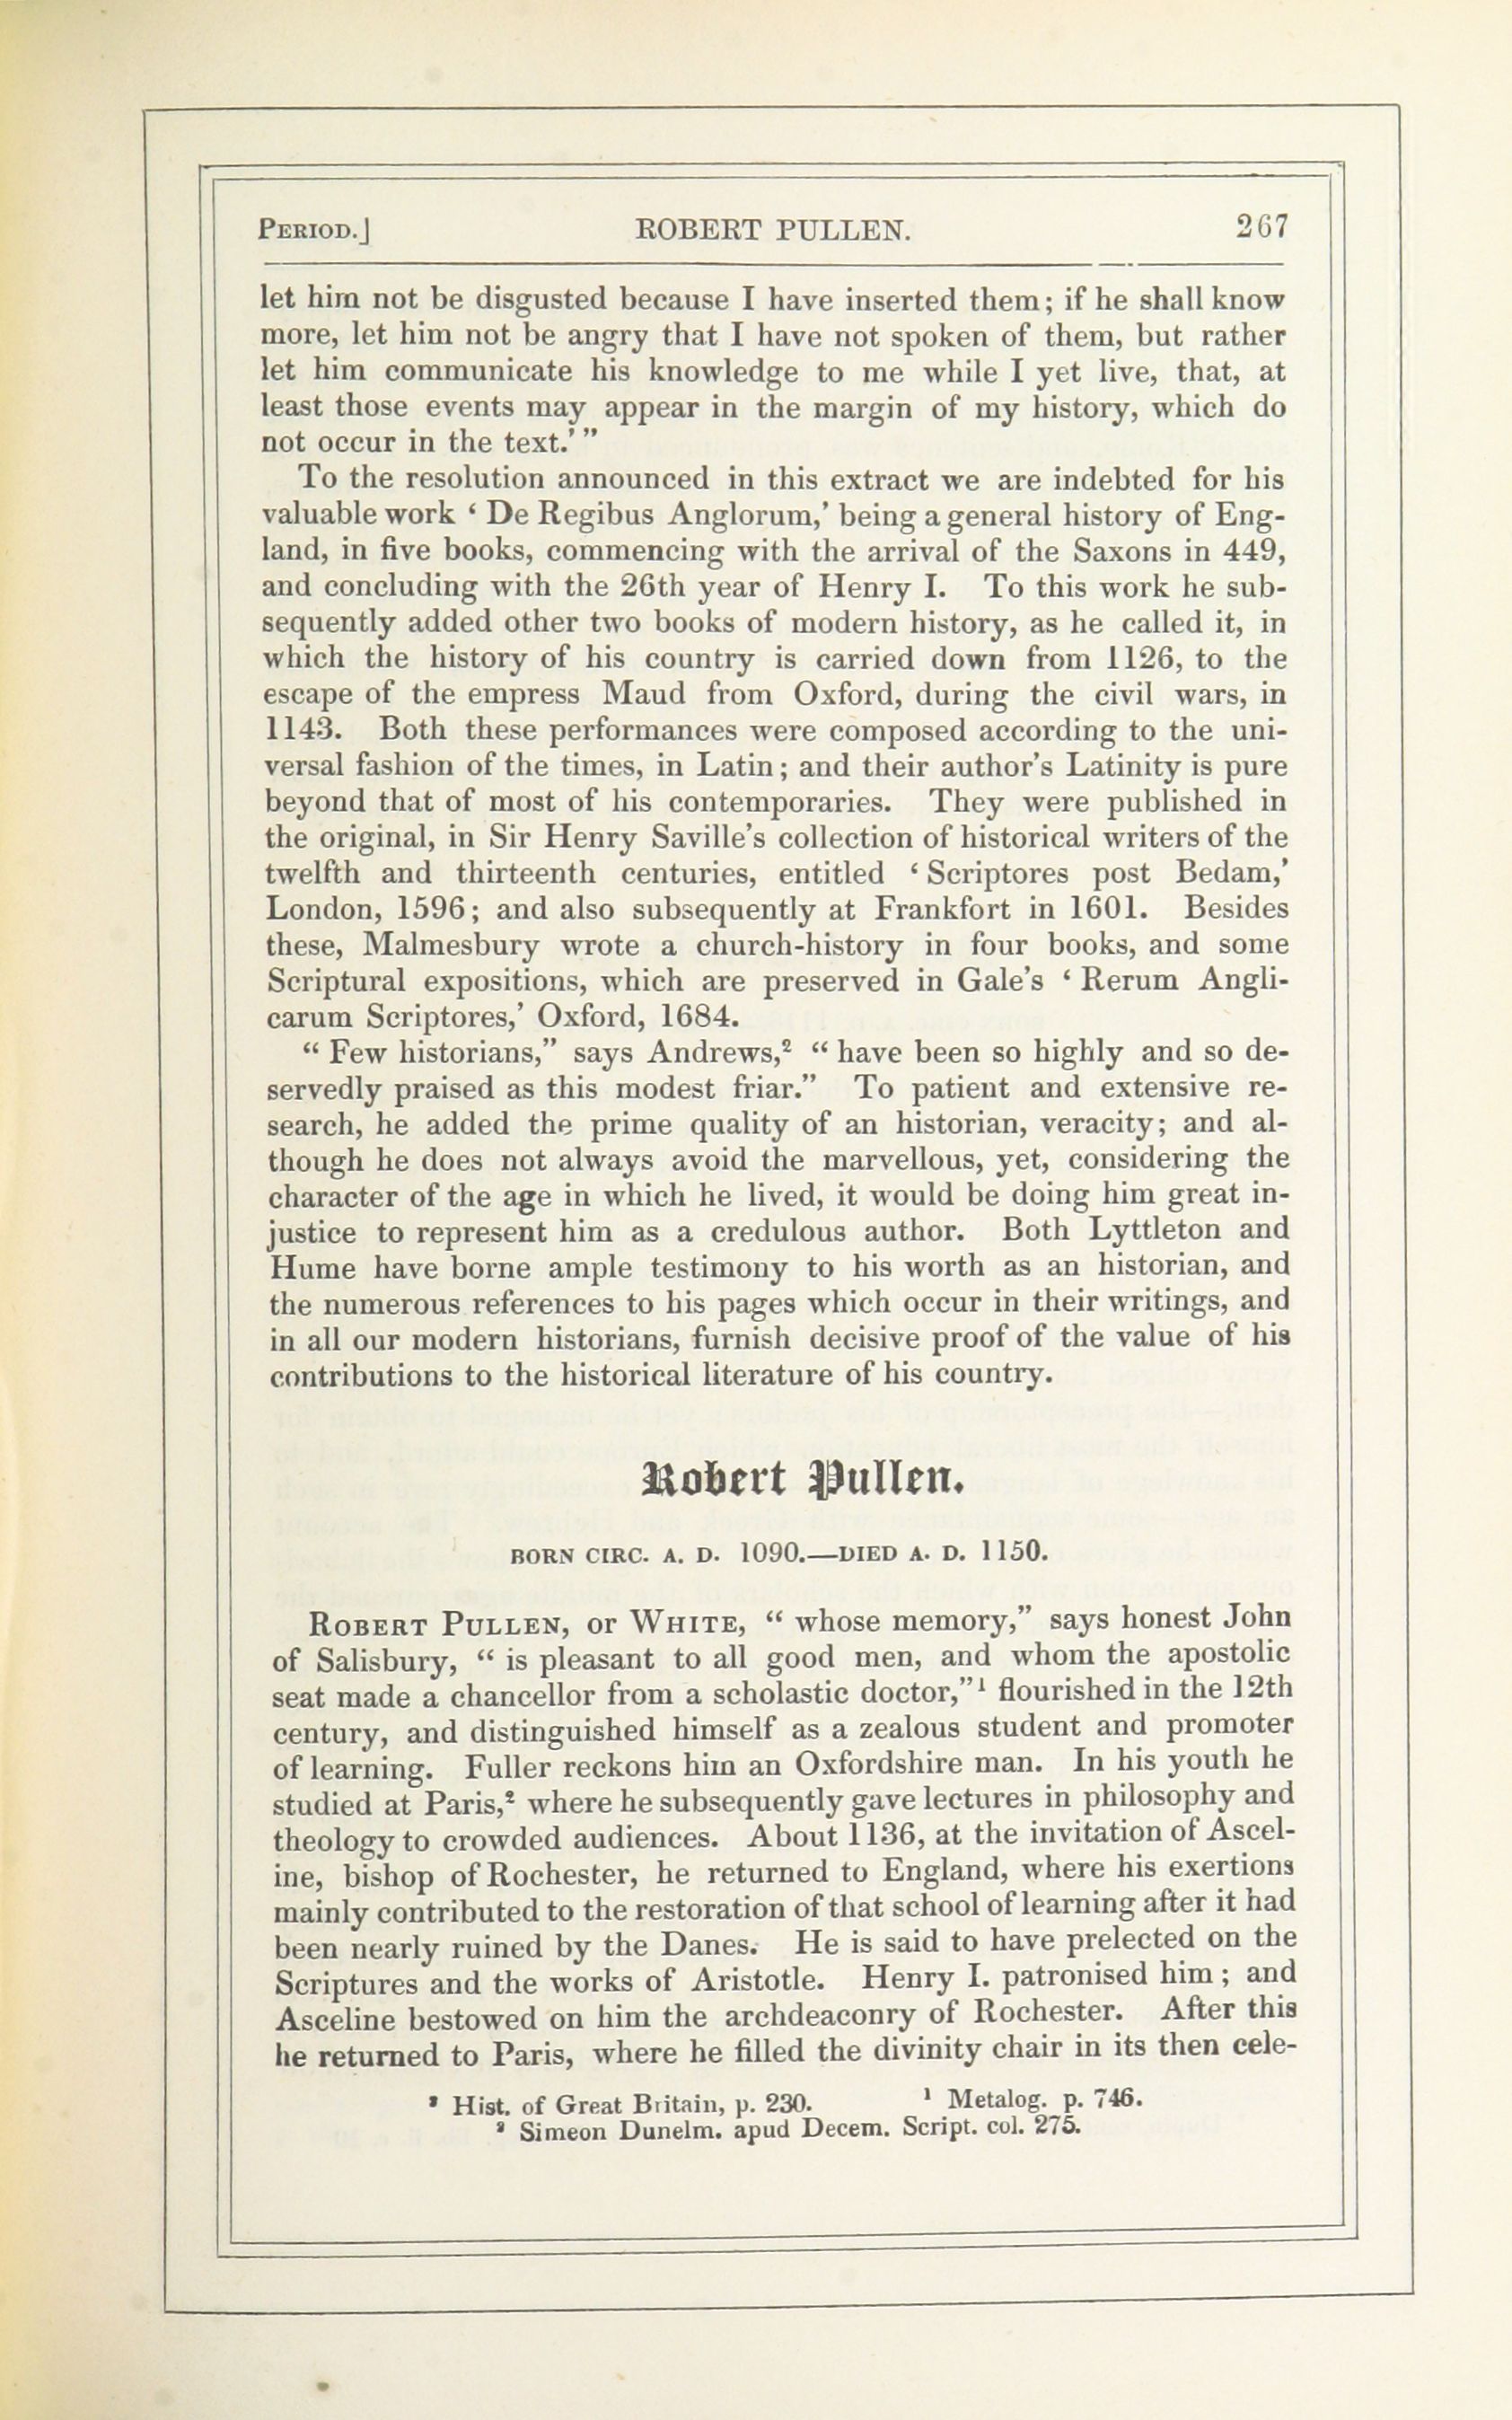 PERIOD.] ROBERT PULLEN. 267
let him not be disgusted because I have inserted them; if he shall know
more, let him not be angry that I have not spoken of them, but rather
let him communicate his knowledge to me while I yet live, that, at
least those events may appear in the margin of my history, which do
not occur in the text.' "
To the resolution announced in this extract we are indebted for his
valuable work ‘ De Regibus Anglorum,’ being a general history of Eng-
land, in five books, commencing with the arrival of the Saxons in 449,
and concluding with the 26th year of Henry I. To this work he sub-
sequently added other two books of modern history, as he called it, in
which the history of his country is carried down from 1126, to the
escape of the empress Maud from Oxford, during the civil wars, in
1143. Both these performances were composed according to the uni-
versal fashion of the times, in Latin; and their author’s Latinity is pure
beyond that of most of his contemporaries. They were published in
the original, in Sir Henry Saville’s collection of historical writers of the
twelfth and thirteenth centuries, entitled ‘ Scriptores post Bedam,’
London, 1596; and also subsequently at Frankfort in 1601. Besides
these, Malmesbury wrote a church-history in four books, and some
Scriptural expositions, which are preserved in Gale’s ‘ Rerum Angli-
carum Scriptores,’ Oxford, 1684.
“ Few historians,” says Andrews,² “ have been so highly and so de-
servedly praised as this modest friar.” To patient and extensive re-
search, he added the prime quality of an historian, veracity; and al-
though he does not always avoid the marvellous, yet, considering the
character of the age in which he lived, it would be doing him great in-
justice to represent him as a credulous author. Both Lyttleton and
Hume have borne ample testimony to his worth as an historian, and
the numerous references to his pages which occur in their writings, and
in all our modern historians, furnish decisive proof of the value of his
contributions to the historical literature of his country.
Robert Pullen.
BORN CIRC. A. D. 1090.—DIED A. D. 1150.
ROBERT PULLEN, or WHITE, “ whose memory,” says honest John
of Salisbury, “ is pleasant to all good men, and whom the apostolic
seat made a chancellor from a scholastic doctor,”¹ flourished in the 12th
century, and distinguished himself as a zealous student and promoter
of learning. Fuller reckons him an Oxfordshire man. In his youth he
studied at Paris,² where he subsequently gave lectures in philosophy and
theology to crowded audiences. About 1136, at the invitation of Ascel-
ine, bishop of Rochester, he returned to England, where his exertions
mainly contributed to the restoration of that school of learning after it had
been nearly ruined by the Danes. He is said to have prelected on the
Scriptures and the works of Aristotle. Henry I. patronised him; and
Asceline bestowed on him the archdeaconry of Rochester. After this
he returned to Paris, where he filled the divinity chair in its then cele-
² Hist. of Great Britain, p. 230. ¹ Metalog. p. 746.
² Simeon Dunelm. apud Decem. Script. col. 275.